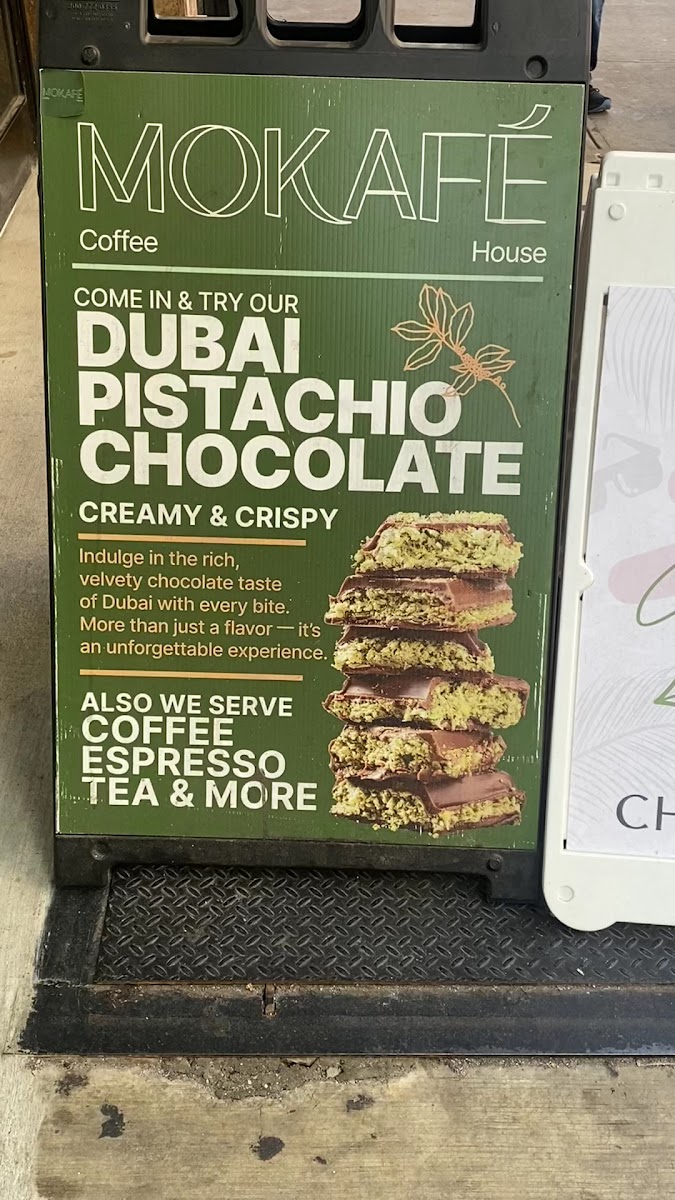 MOKAFÉ
MOKAFÉ
Coffee
House
COME IN & TRY OUR
DUBAI
PISTACHIO
CHOCOLATE
CREAMY & CRISPY
Indulge in the rich,
velvety chocolate taste
of Dubai with every bite.
More than just a flavor — it's
an unforgettable experience.
ALSO WE SERVE
COFFEE
ESPRESSO
TEA & MORE
CH